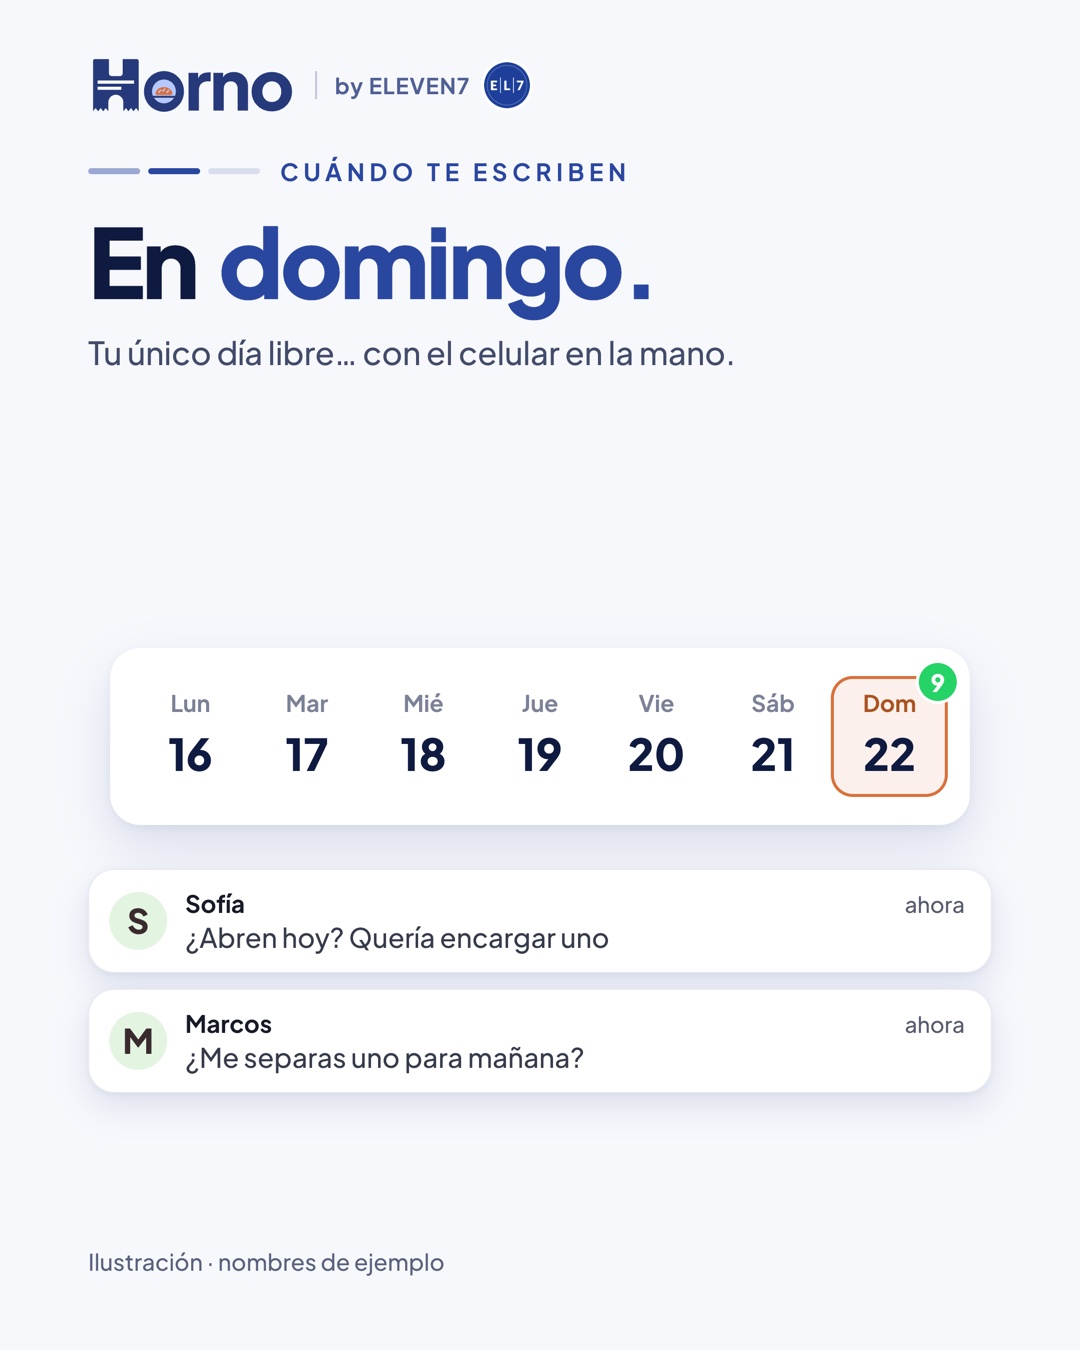 Horno
by ELEVEN7
E|L|7
CUÁNDO TE ESCRIBEN
En domingo.
Tu único día libre... con el celular en la mano.
Lun Mar Mié Jue Vie Sáb Dom 9
16 17 18 19 20 21 22
S
Sofía
ahora
¿Abren hoy? Quería encargar uno
M
Marcos
ahora
¿Me separas uno para mañana?
Ilustración · nombres de ejemplo